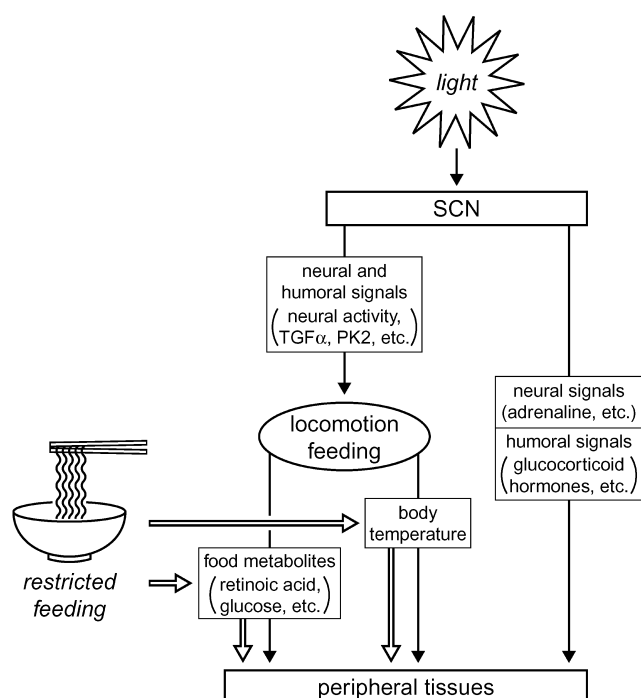 light
SCN
neural and
humoral signals
(neural activity,
TGFα, PK2, etc.)
neural signals
(adrenaline, etc.)
humoral signals
(glucocorticoid
hormones, etc.)
locomotion
feeding
body
temperature
restricted
feeding
food metabolites
(retinoic acid,
glucose, etc.)
peripheral tissues